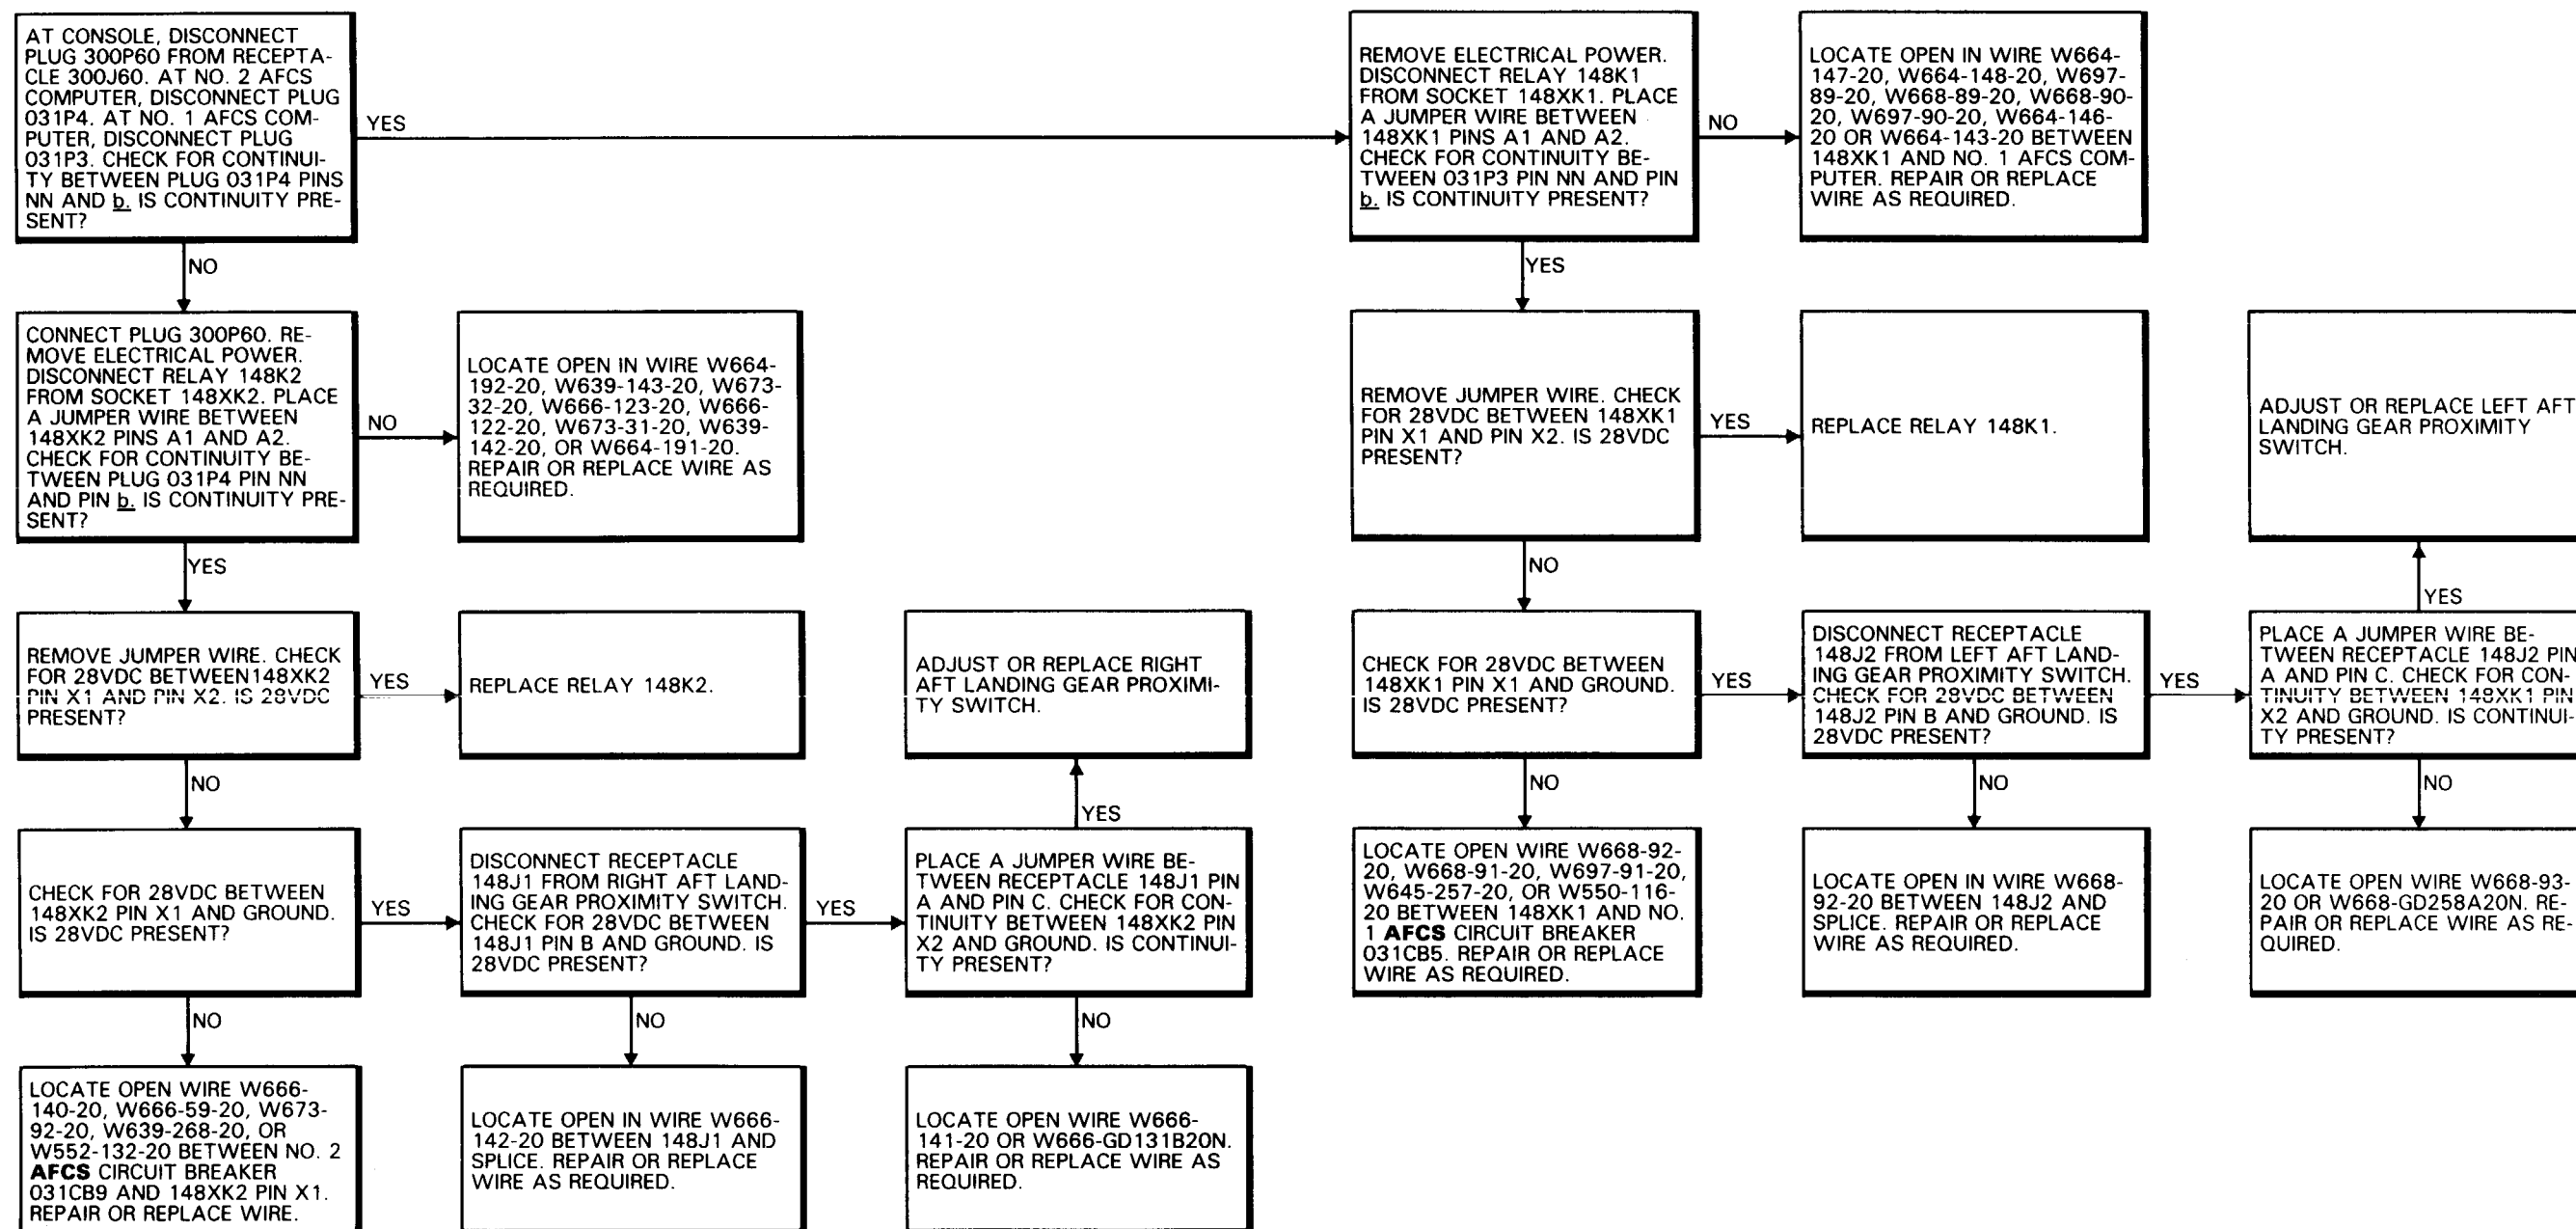 AT CONSOLE, DISCONNECT
PLUG 300P60 FROM RECEPTA-
CLE 300J60. AT NO. 2 AFCS
COMPUTER, DISCONNECT PLUG
031P4. AT NO. 1 AFCS COM-
PUTER, DISCONNECT PLUG
031P3. CHECK FOR CONTINUI-
TY BETWEEN PLUG 031P4 PINS
NN AND b. IS CONTINUITY PRE-
SENT?
YES
REMOVE ELECTRICAL POWER.
DISCONNECT RELAY 148K1
FROM SOCKET 148XK1. PLACE
A JUMPER WIRE BETWEEN
148XK1 PINS A1 AND A2.
CHECK FOR CONTINUITY BE-
TWEEN 031P3 PIN NN AND PIN
b. IS CONTINUITY PRESENT?
NO
LOCATE OPEN IN WIRE W664-
147-20, W664-148-20, W697-
89-20, W668-89-20, W668-90-
20, W697-90-20, W664-146-
20 OR W664-143-20 BETWEEN
148XK1 AND NO. 1 AFCS COM-
PUTER. REPAIR OR REPLACE
WIRE AS REQUIRED.
NO
YES
CONNECT PLUG 300P60. RE-
MOVE ELECTRICAL POWER.
DISCONNECT RELAY 148K2
FROM SOCKET 148XK2. PLACE
A JUMPER WIRE BETWEEN
148XK2 PINS A1 AND A2.
CHECK FOR CONTINUITY BE-
TWEEN PLUG 031P4 PIN NN
AND PIN b. IS CONTINUITY PRE-
SENT?
NO
LOCATE OPEN IN WIRE W664-
192-20, W639-143-20, W673-
32-20, W666-123-20, W666-
122-20, W673-31-20, W639-
142-20, OR W664-191-20.
REPAIR OR REPLACE WIRE AS
REQUIRED.
REMOVE JUMPER WIRE. CHECK
FOR 28VDC BETWEEN 148XK1
PIN X1 AND PIN X2. IS 28VDC
PRESENT?
YES
REPLACE RELAY 148K1.
ADJUST OR REPLACE LEFT AFT
LANDING GEAR PROXIMITY
SWITCH.
YES
NO
YES
REMOVE JUMPER WIRE. CHECK
FOR 28VDC BETWEEN148XK2
PIN X1 AND PIN X2. IS 28VDC
PRESENT?
YES
REPLACE RELAY 148K2.
ADJUST OR REPLACE RIGHT
AFT LANDING GEAR PROXIMI-
TY SWITCH.
CHECK FOR 28VDC BETWEEN
148XK1 PIN X1 AND GROUND.
IS 28VDC PRESENT?
YES
DISCONNECT RECEPTACLE
148J2 FROM LEFT AFT LAND-
ING GEAR PROXIMITY SWITCH.
CHECK FOR 28VDC BETWEEN
148J2 PIN B AND GROUND. IS
28VDC PRESENT?
YES
PLACE A JUMPER WIRE BE-
TWEEN RECEPTACLE 148J2 PIN
A AND PIN C. CHECK FOR CON-
TINUITY BETWEEN 148XK1 PIN
X2 AND GROUND. IS CONTINUI-
TY PRESENT?
NO
YES
NO
NO
NO
CHECK FOR 28VDC BETWEEN
148XK2 PIN X1 AND GROUND.
IS 28VDC PRESENT?
YES
DISCONNECT RECEPTACLE
148J1 FROM RIGHT AFT LAND-
ING GEAR PROXIMITY SWITCH.
CHECK FOR 28VDC BETWEEN
148J1 PIN B AND GROUND. IS
28VDC PRESENT?
YES
PLACE A JUMPER WIRE BE-
TWEEN RECEPTACLE 148J1 PIN
A AND PIN C. CHECK FOR CON-
TINUITY BETWEEN 148XK2 PIN
X2 AND GROUND. IS CONTINUI-
TY PRESENT?
LOCATE OPEN WIRE W668-92-
20, W668-91-20, W697-91-20,
W645-257-20, OR W550-116-
20 BETWEEN 148XK1 AND NO.
1 AFCS CIRCUIT BREAKER
031CB5. REPAIR OR REPLACE
WIRE AS REQUIRED.
LOCATE OPEN IN WIRE W668-
92-20 BETWEEN 148J2 AND
SPLICE. REPAIR OR REPLACE
WIRE AS REQUIRED.
LOCATE OPEN WIRE W668-93-
20 OR W668-GD258A20N. RE-
PAIR OR REPLACE WIRE AS RE-
QUIRED.
NO
NO
NO
LOCATE OPEN WIRE W666-
140-20, W666-59-20, W673-
92-20, W639-268-20, OR
W552-132-20 BETWEEN NO. 2
AFCS CIRCUIT BREAKER
031CB9 AND 148XK2 PIN X1.
REPAIR OR REPLACE WIRE.
LOCATE OPEN IN WIRE W666-
142-20 BETWEEN 148J1 AND
SPLICE. REPAIR OR REPLACE
WIRE AS REQUIRED.
LOCATE OPEN WIRE W666-
141-20 OR W666-GD131B20N.
REPAIR OR REPLACE WIRE AS
REQUIRED.